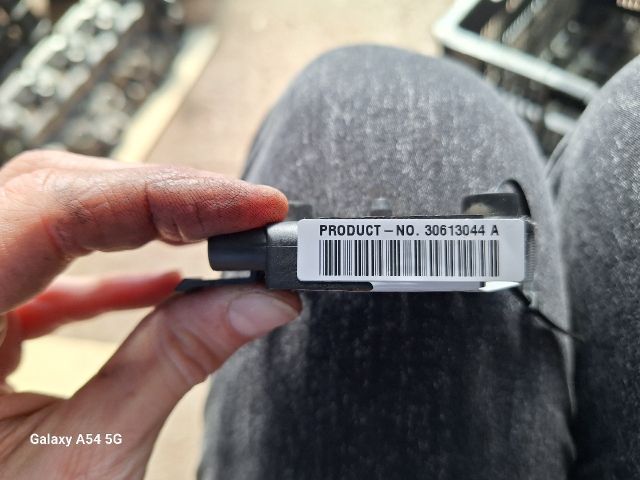 PRODUCT – NO. 30613044 A
Galaxy A54 5G